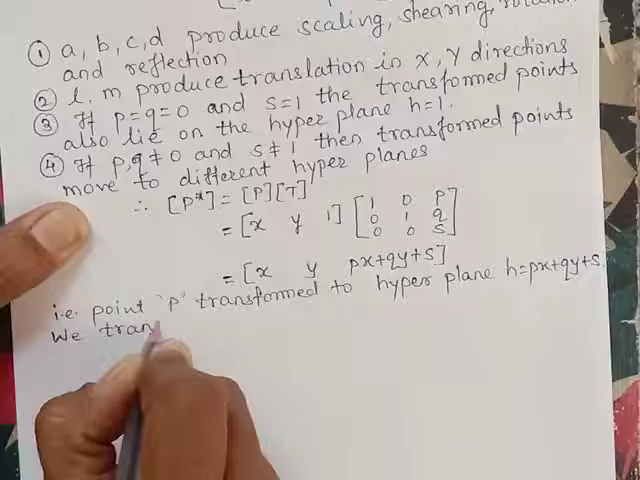 ① a, b, c, d produce scaling, shearing,
and reflection
② l, m produce translation in x, y directions
③ If p=q=0 and s=1 the transformed points
also lie on the hyper plane h=1.
④ If p,q≠0 and s≠1 then transformed points
move to different hyper planes
∴ [P*] = [P][T]
= [x y 1] [1 0 p
0 1 q
0 0 s]
= [x y px+qy+s]
i.e. point 'P' transformed to hyper plane h=px+qy+s.
We tran